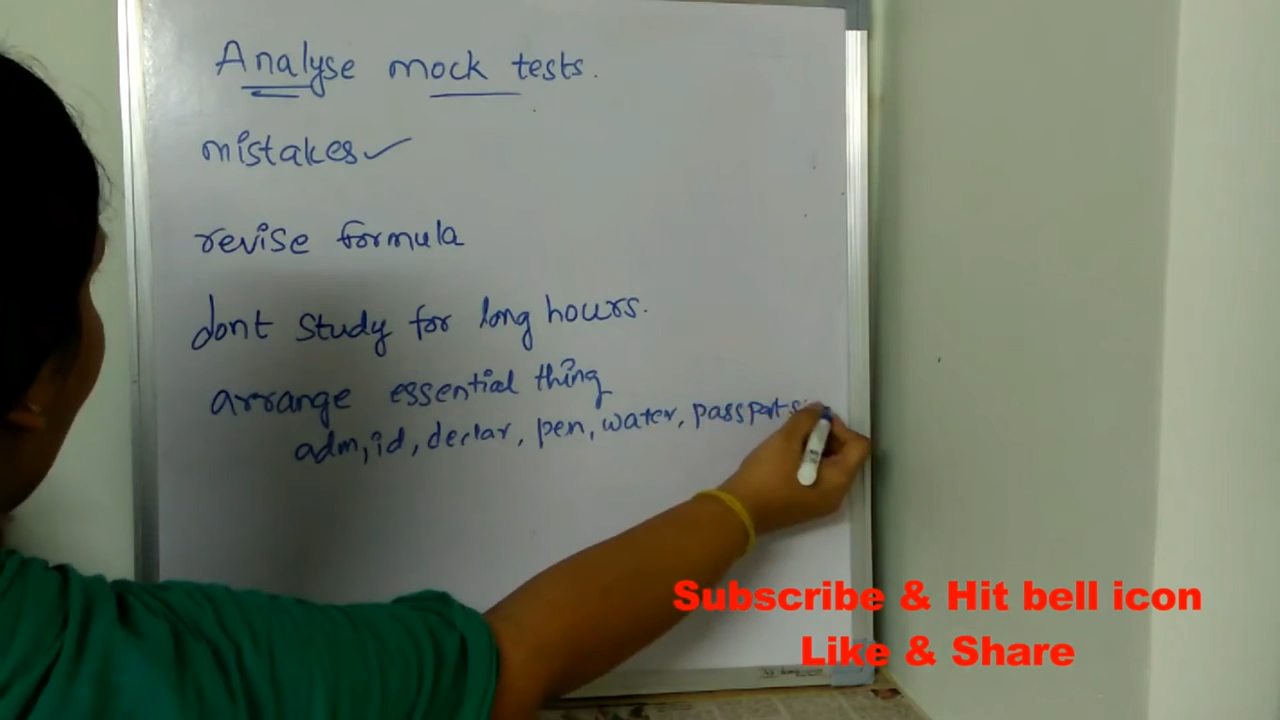 Analyse mock tests.
mistakes✓
revise formula
dont study for long hours.
arrange essential thing
adm, id, declar, pen, water, passport
Subscribe & Hit bell icon
Like & Share